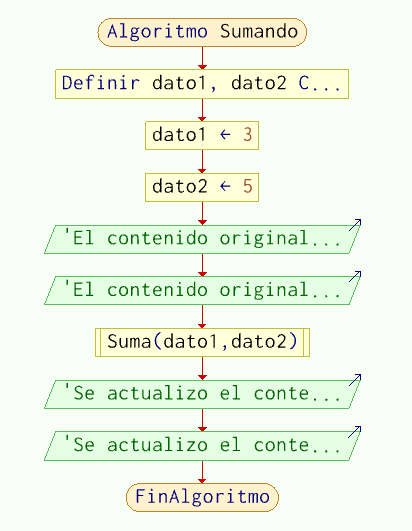 Algoritmo Sumando
Definir dato1, dato2 C...
dato1 ← 3
dato2 ← 5
'El contenido original...
'El contenido original...
Suma(dato1,dato2)
'Se actualizo el conte...
'Se actualizo el conte...
FinAlgoritmo